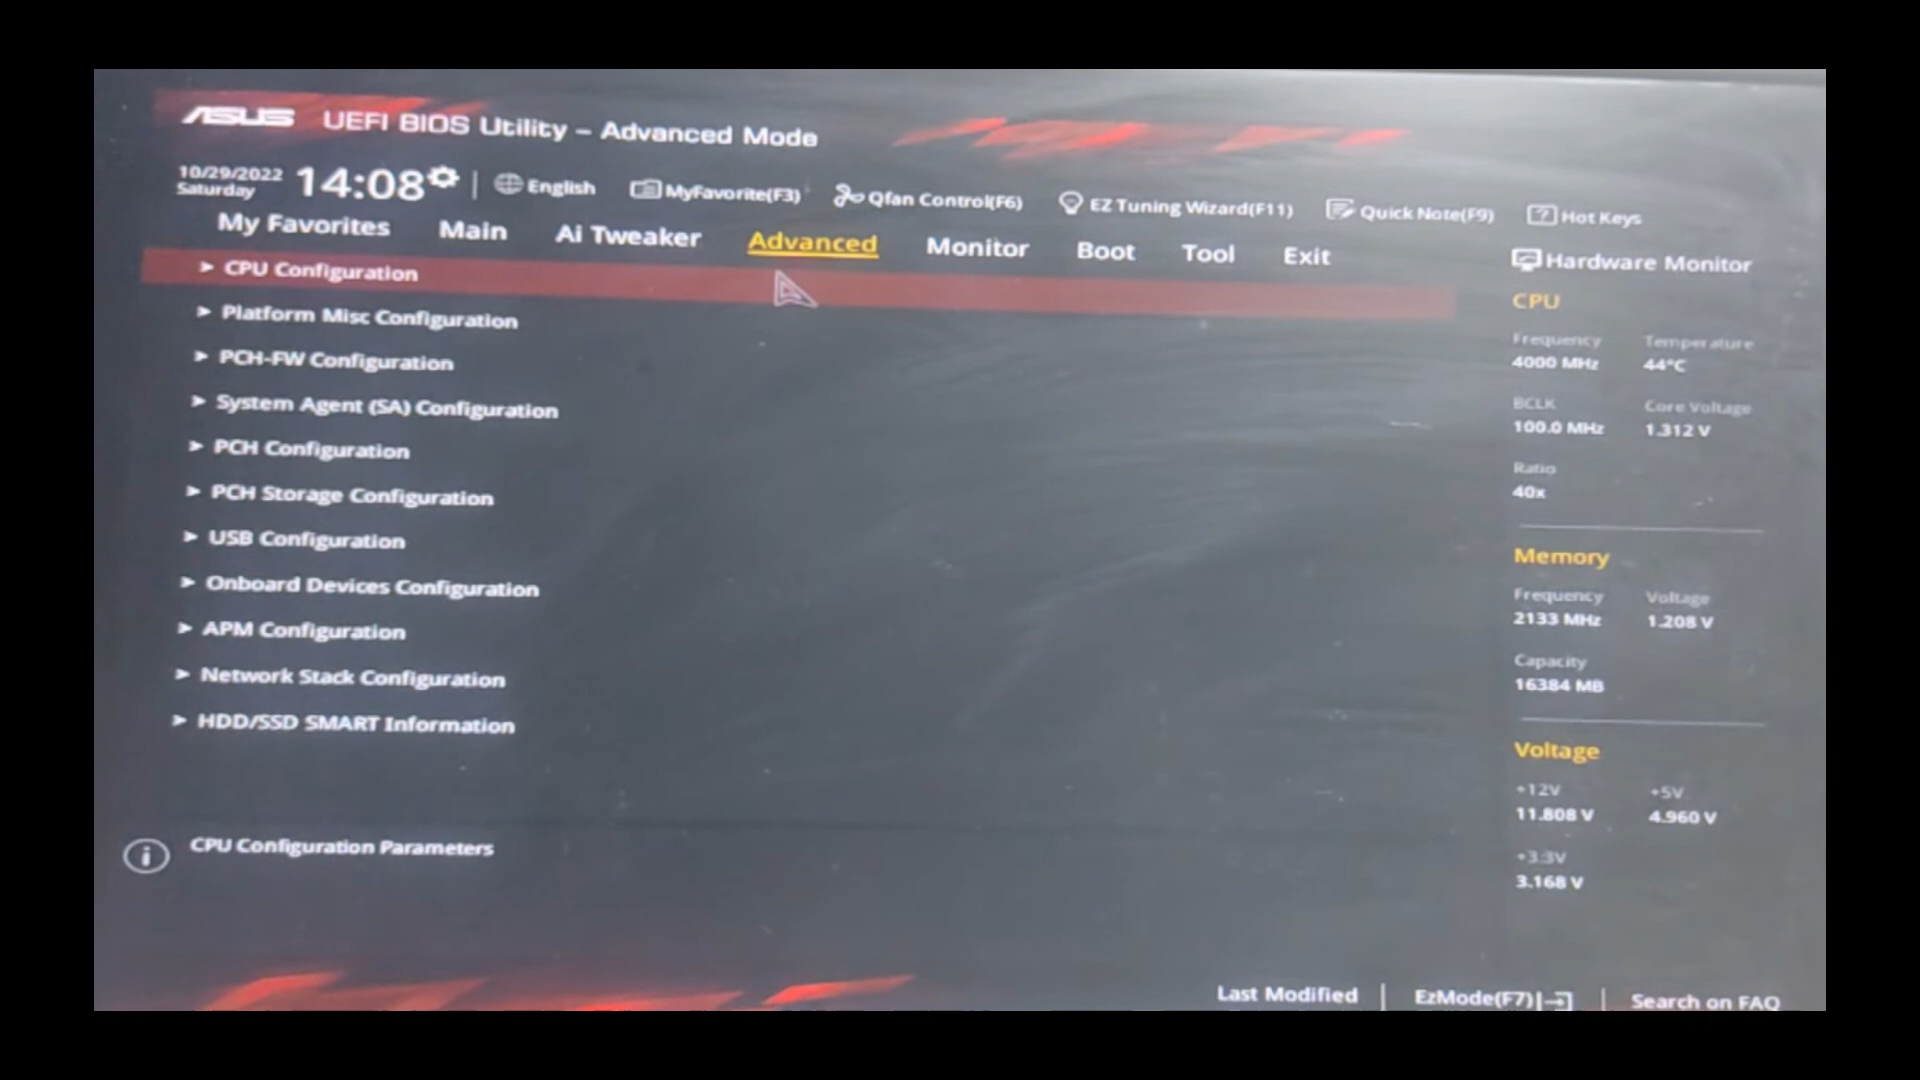 ASUS UEFI BIOS Utility – Advanced Mode
10/29/2022
Saturday
14:08
English
MyFavorite(F3)
Qfan Control(F6)
EZ Tuning Wizard(F11)
Quick Note(F9)
Hot Keys
My Favorites
Main
Ai Tweaker
Advanced
Monitor
Boot
Tool
Exit
CPU Configuration
Platform Misc Configuration
PCH-FW Configuration
System Agent (SA) Configuration
PCH Configuration
PCH Storage Configuration
USB Configuration
Onboard Devices Configuration
APM Configuration
Network Stack Configuration
HDD/SSD SMART Information
CPU Configuration Parameters
Hardware Monitor
CPU
Frequency Temperature
4000 MHz 44°C
BCLK Core Voltage
100.0 MHz 1.312 V
Ratio
40x
Memory
Frequency Voltage
2133 MHz 1.208 V
Capacity
16384 MB
Voltage
+12V +5V
11.808 V 4.960 V
+3.3V
3.168 V
Last Modified
EzMode(F7)
Search on FAQ